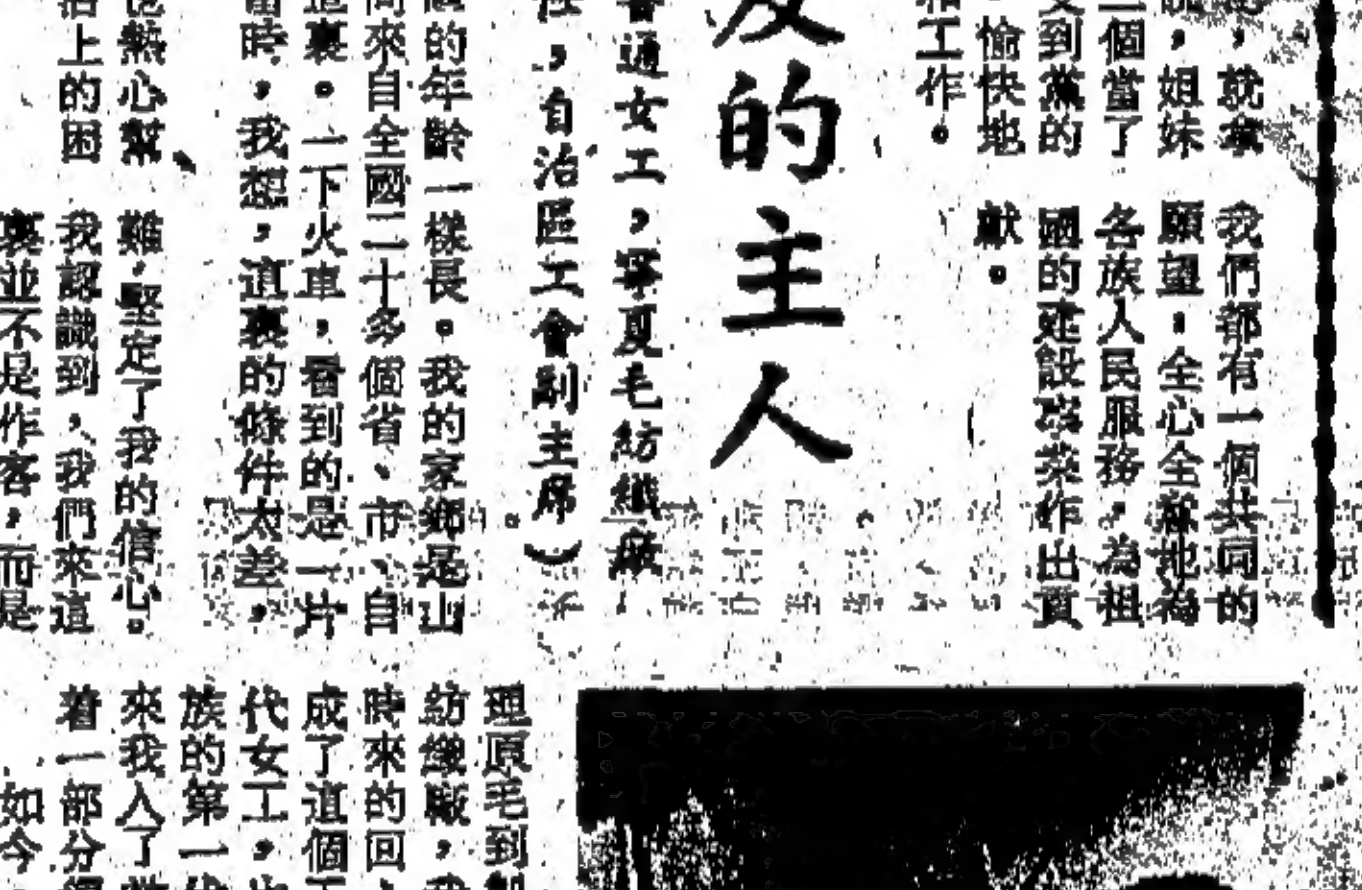 ，就拿
，姐妹
個當了
受到黨的
愉快地
和工作。
我們都有一個共同的
願望，全心全意地為
各族人民服務，為祖
國的建設事業作出貢
獻。
的主人
普通女工，寧夏毛紡織廠
，自治區工會副主席）
的年齡一樣長。我的家鄉是山
來自全國二十多個省、市、自
這裏。一下火車，看到的是一片
當時，我想，這裏的條件太差，
熱心幫
上的困
難，堅定了我的信心。
我認識到，我們來這
裏並不是作客，而是
理原毛到
紡織廠，我
時來的回
成了這個
代女工，
族的第一代
來我入了
着一部分
如今